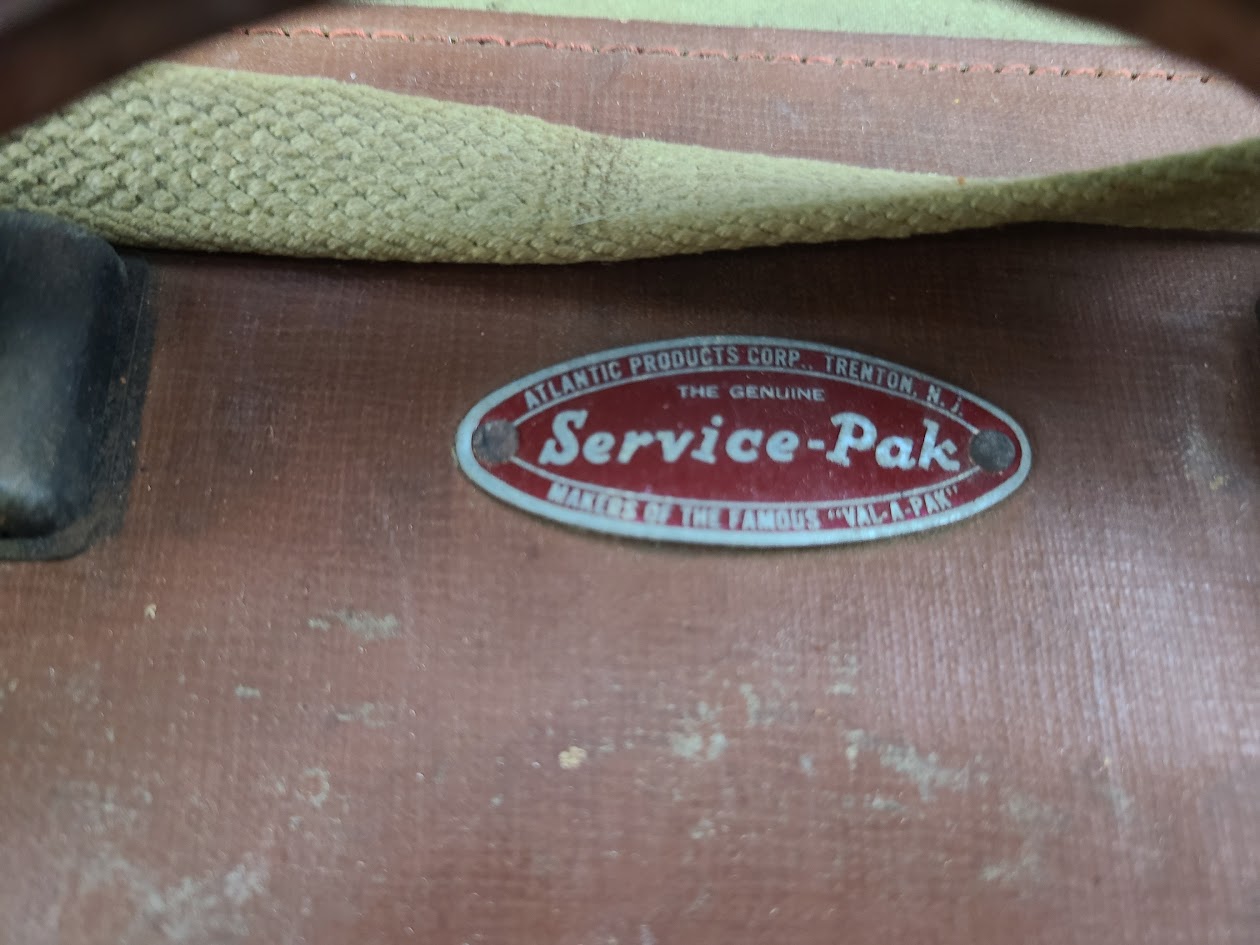 ATLANTIC PRODUCTS CORP., TRENTON, N. J.
THE GENUINE
Service-Pak
MAKERS OF THE FAMOUS "VAL-A-PAK"